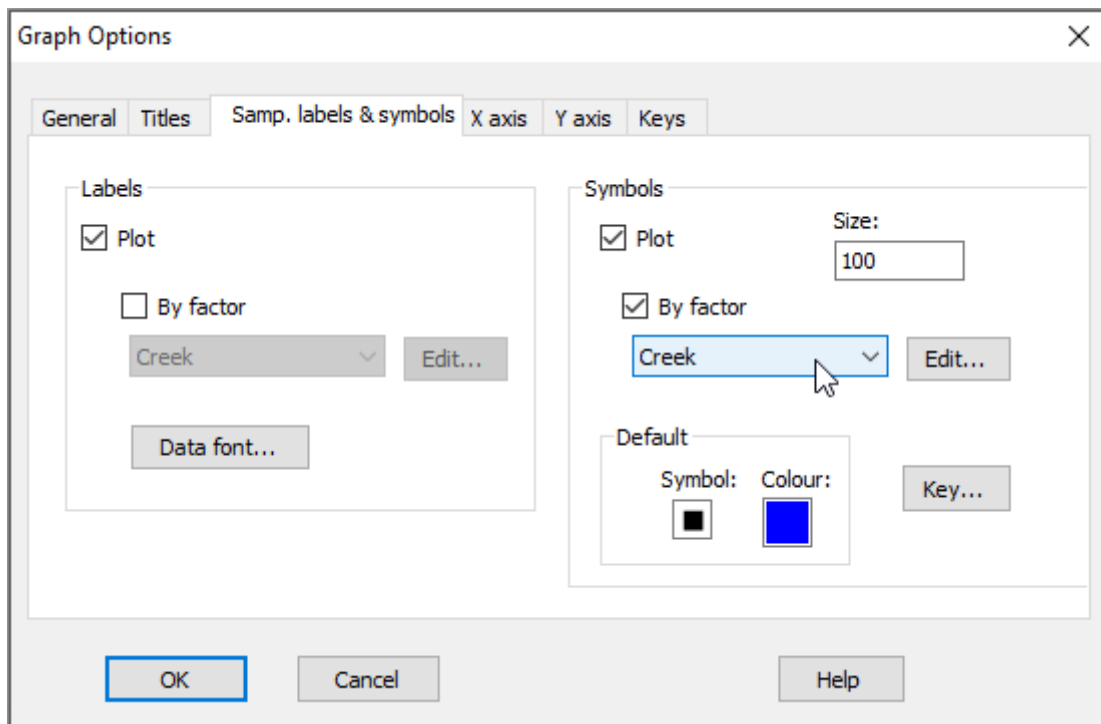 Graph Options
General Titles Samp. labels & symbols X axis Y axis Keys
Labels
Plot
By factor
Creek Edit...
Data font...
Symbols
Plot
Size:
100
By factor
Creek Edit...
Default
Symbol: Colour:
Key...
OK Cancel Help